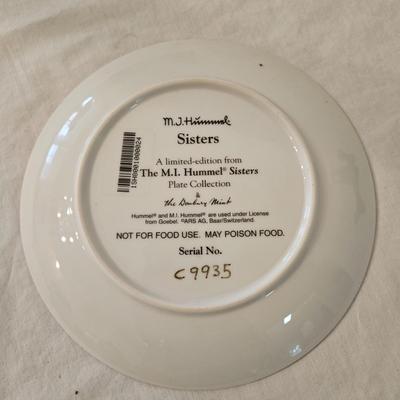 M.J.Hummel
Sisters
A limited-edition from
The M.I. Hummel® Sisters
Plate Collection
&
the Danbury Mint
Hummel® and M.I. Hummel® are used under License
from Goebel. ©ARS AG, Baar/Switzerland.
NOT FOR FOOD USE. MAY POISON FOOD.
Serial No.
C9935